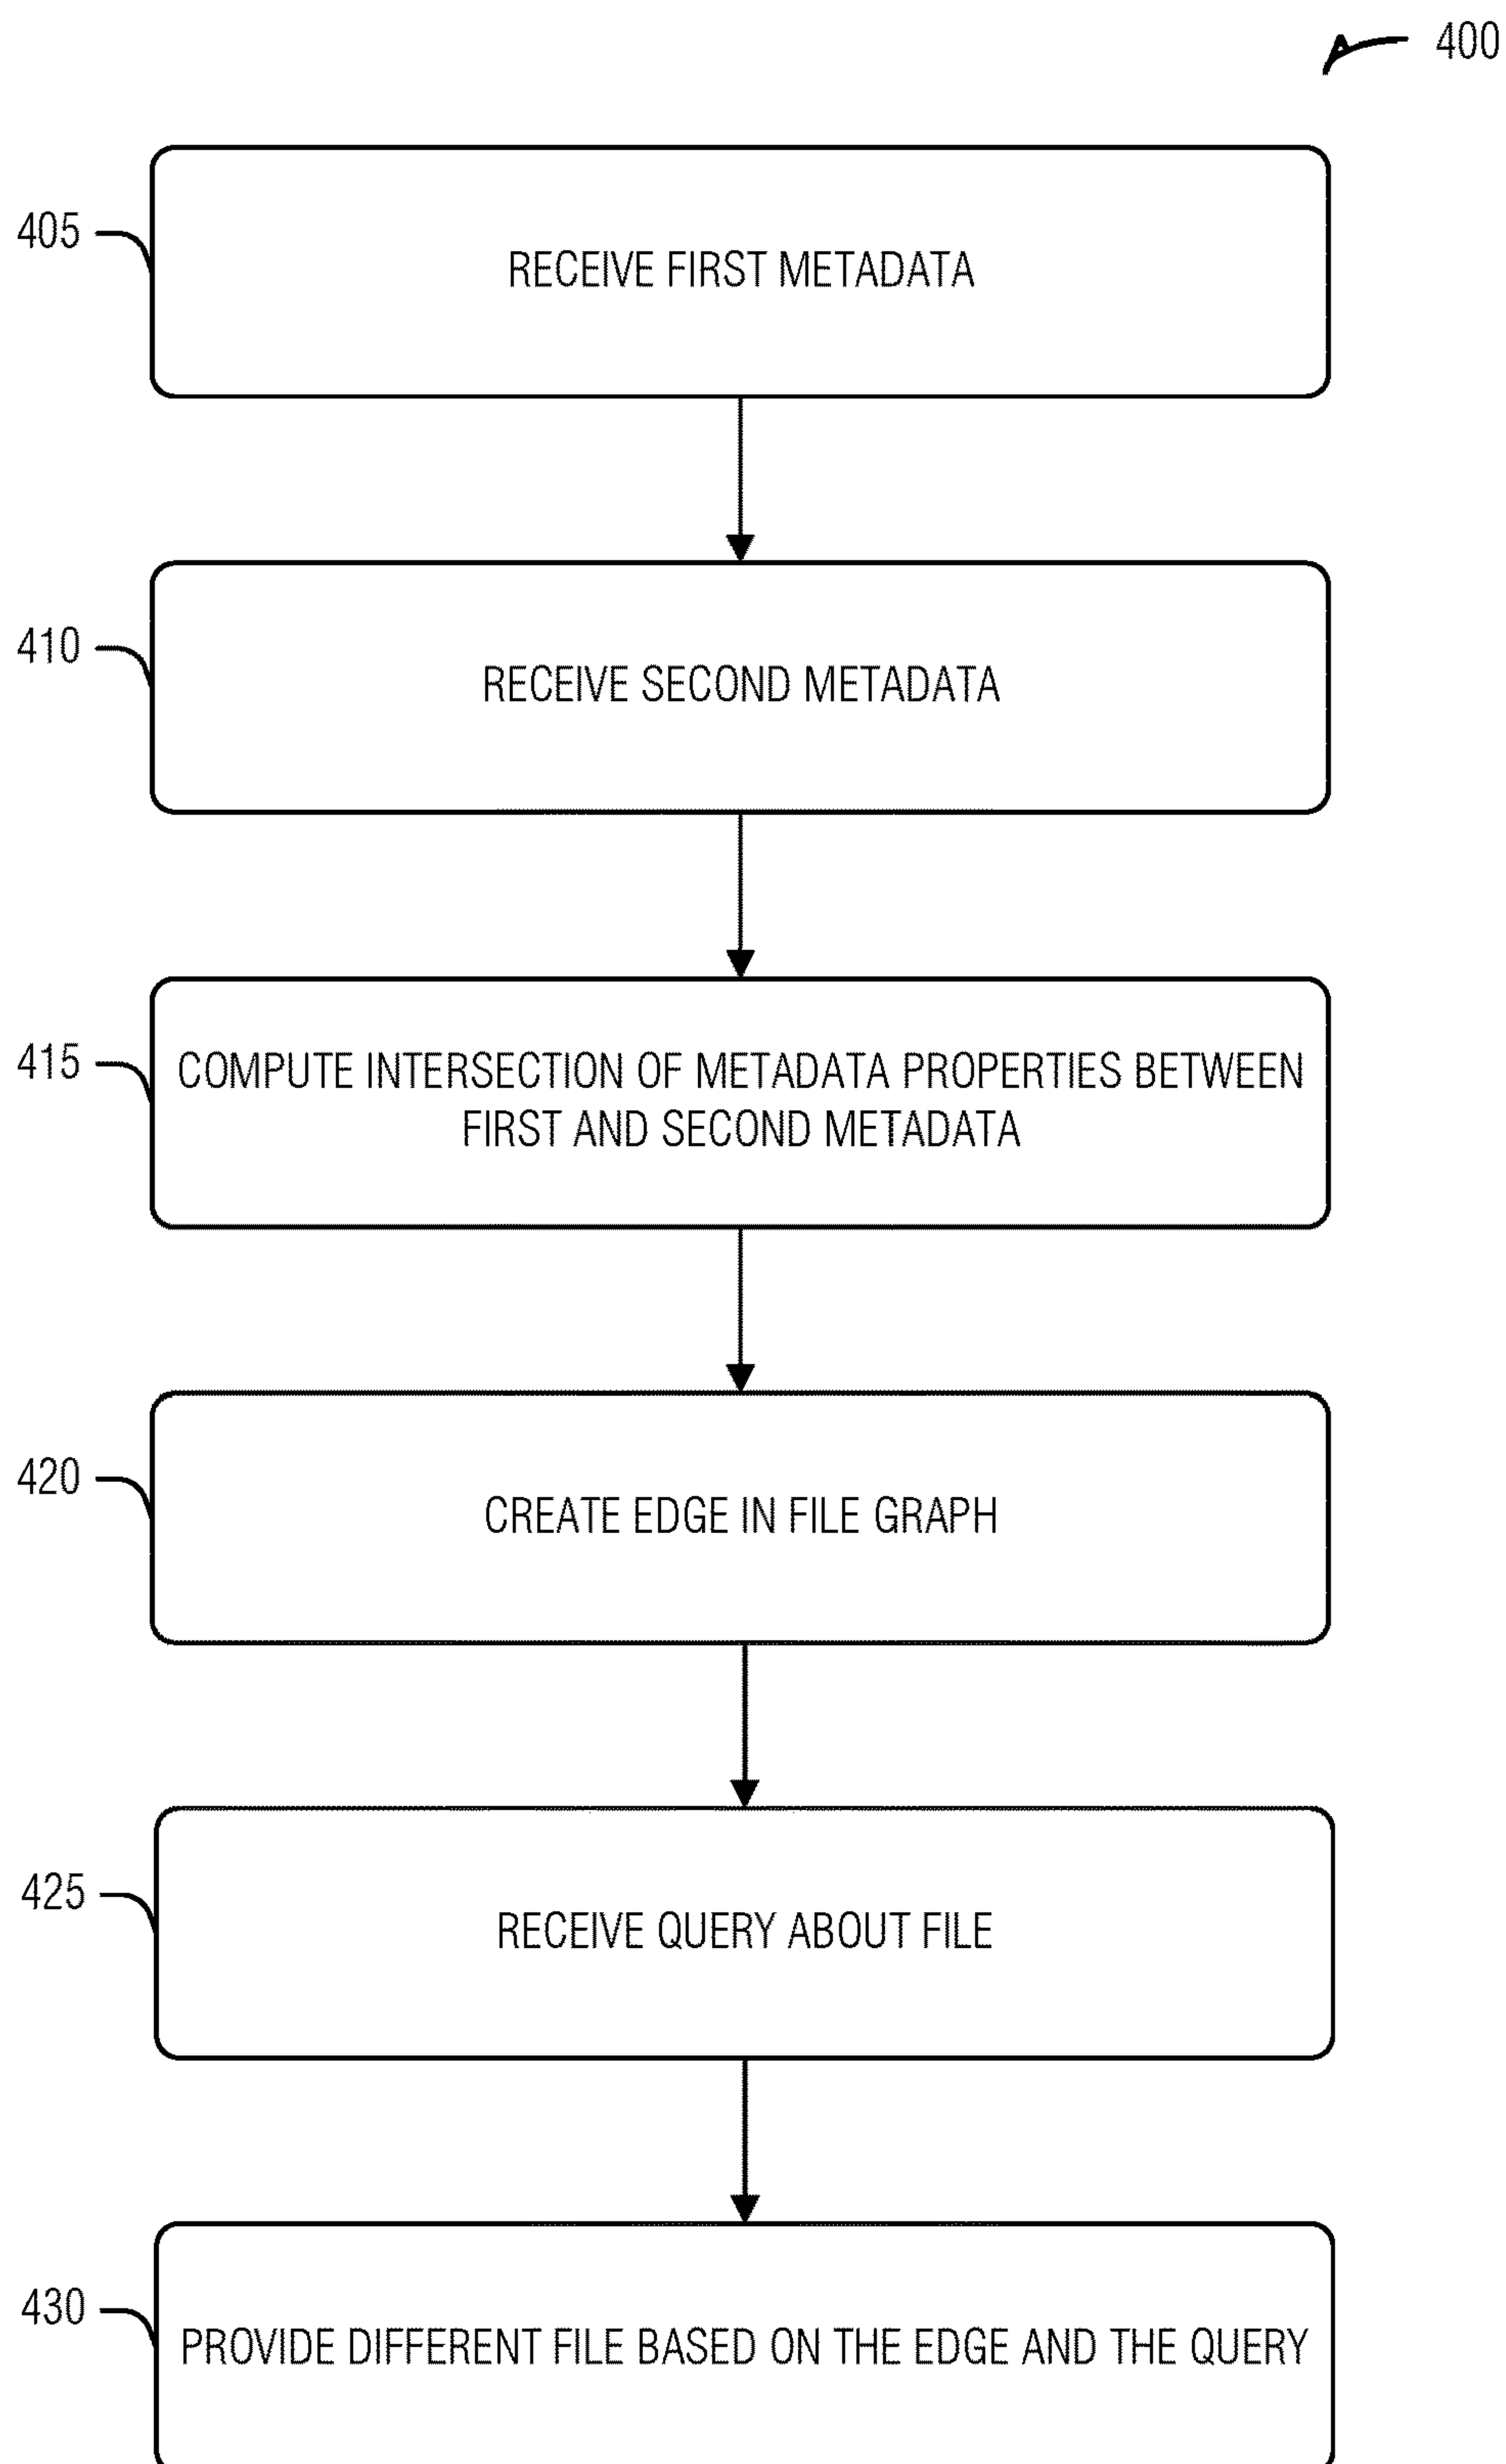 400
405
RECEIVE FIRST METADATA
410
RECEIVE SECOND METADATA
415
COMPUTE INTERSECTION OF METADATA PROPERTIES BETWEEN
FIRST AND SECOND METADATA
420
CREATE EDGE IN FILE GRAPH
425
RECEIVE QUERY ABOUT FILE
430
PROVIDE DIFFERENT FILE BASED ON THE EDGE AND THE QUERY